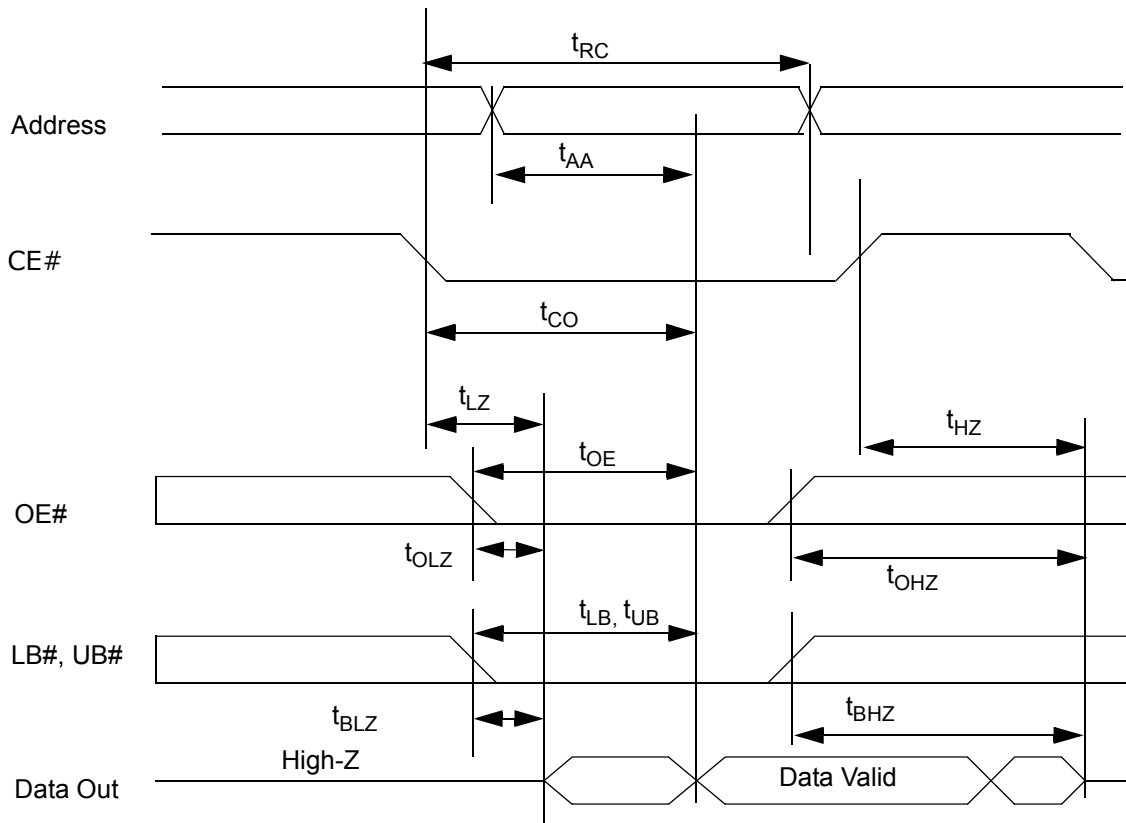 tRC
Address
tAA
CE#
tCO
tLZ
tHZ
tOE
OE#
tOLZ
tOHZ
tLB, tUB
LB#, UB#
tBLZ
tBHZ
High-Z
Data Valid
Data Out